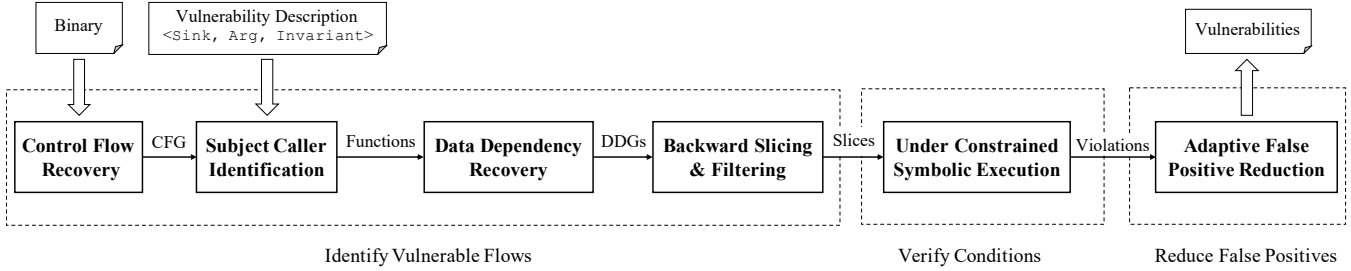 Binary
Vulnerability Description
<Sink, Arg, Invariant>
Vulnerabilities
Control Flow
Recovery
CFG
Subject Caller
Identification
Functions
Data Dependency
Recovery
DDGs
Backward Slicing
& Filtering
Slices
Under Constrained
Symbolic Execution
Violations
Adaptive False
Positive Reduction
Identify Vulnerable Flows
Verify Conditions
Reduce False Positives